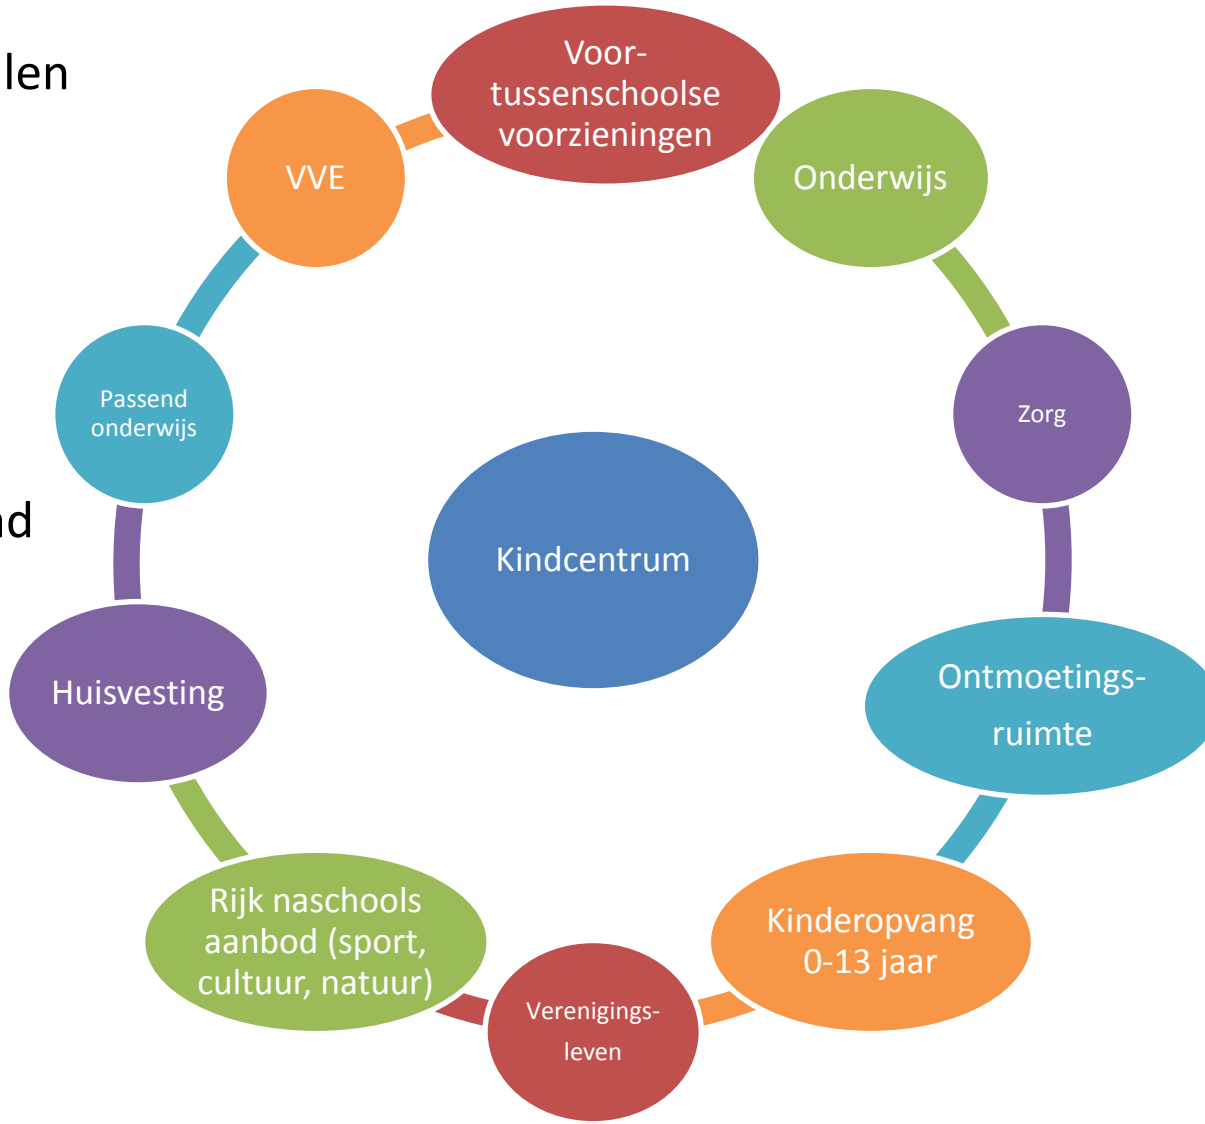 len
Voor-
tussenschoolse
voorzieningen
VVE
Onderwijs
Passend
onderwijs
Zorg
nd
Kindcentrum
Huisvesting
Ontmoetings-
ruimte
Rijk naschools
aanbod (sport,
cultuur, natuur)
Kinderopvang
0-13 jaar
Verenigings-
leven